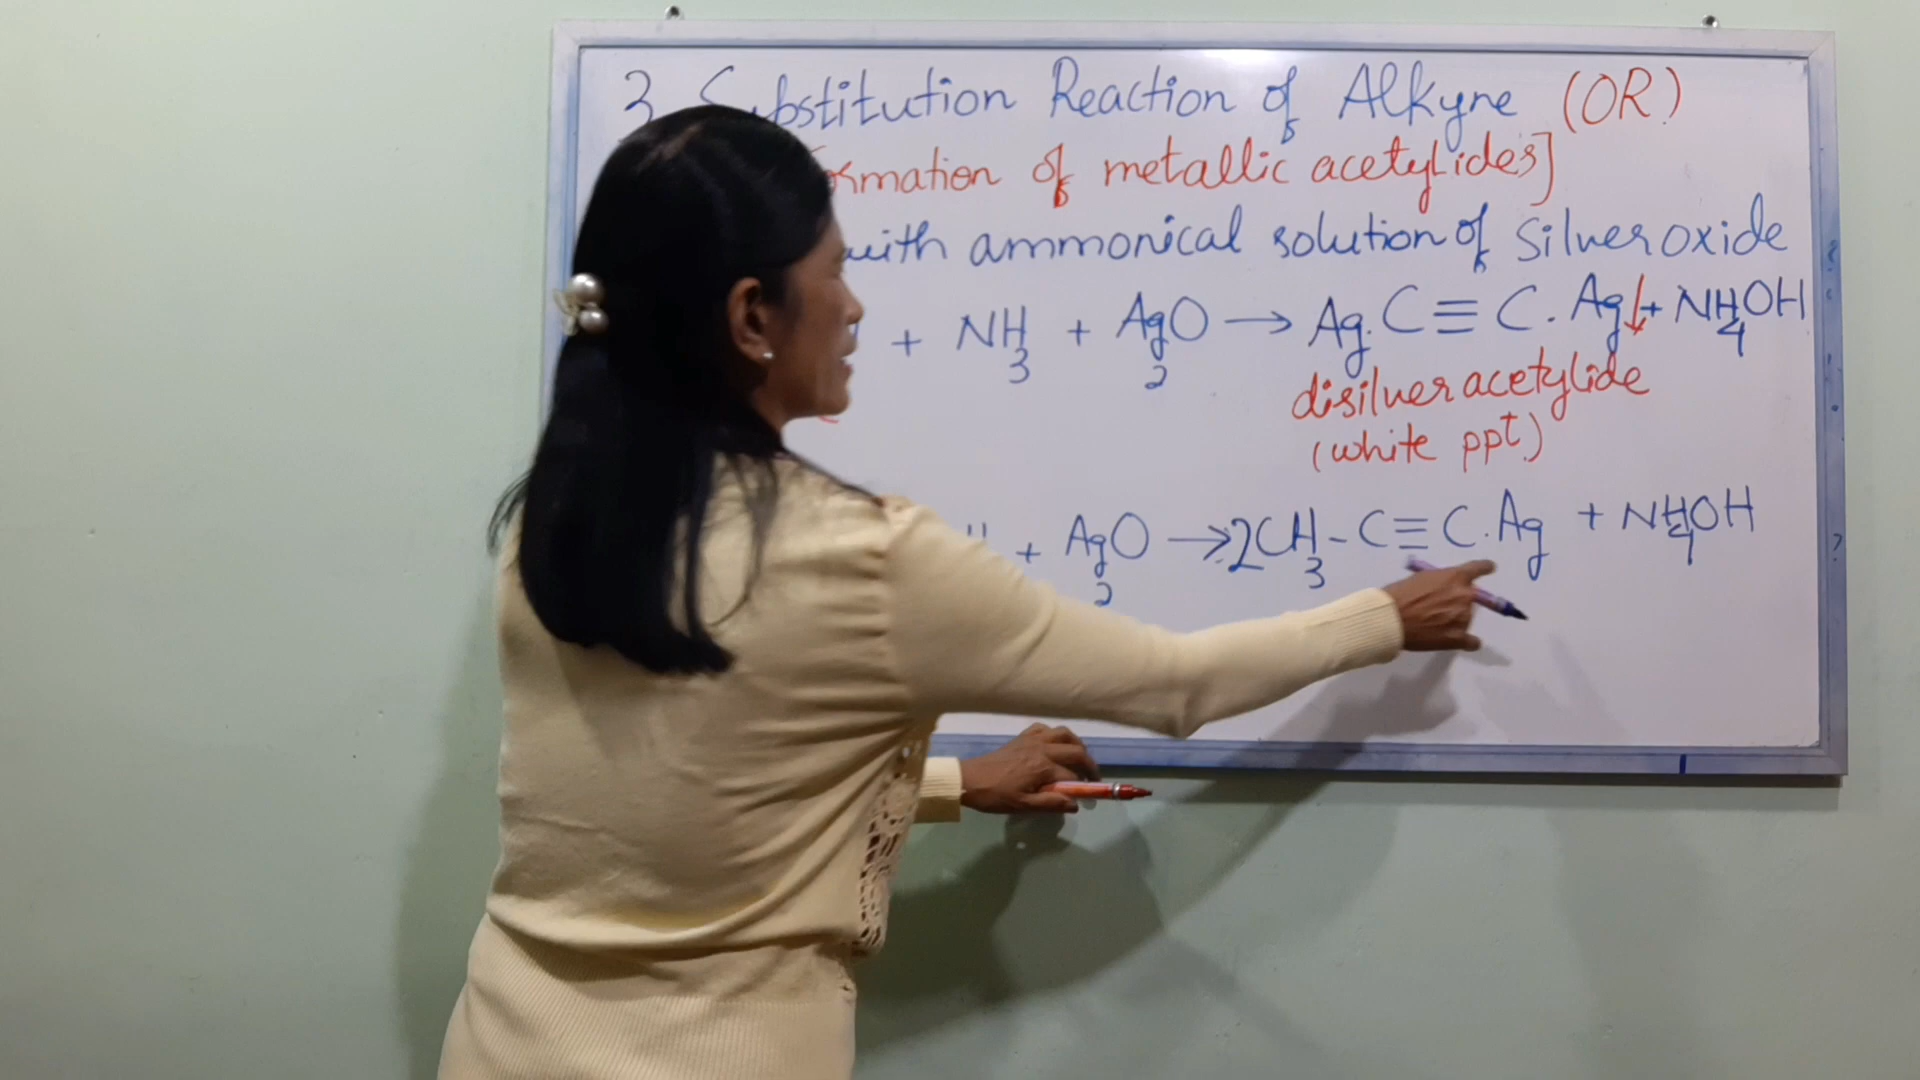 3 Substitution Reaction of Alkyne (OR)
ormation of metallic acetylides]
with ammonical solution of Silver oxide
+ NH3 + Ag2O → Ag.C≡C.Ag↓+ NH4OH
disilver acetylide
(white ppt.)
+ Ag2O → 2CH3-C≡C.Ag + NH4OH